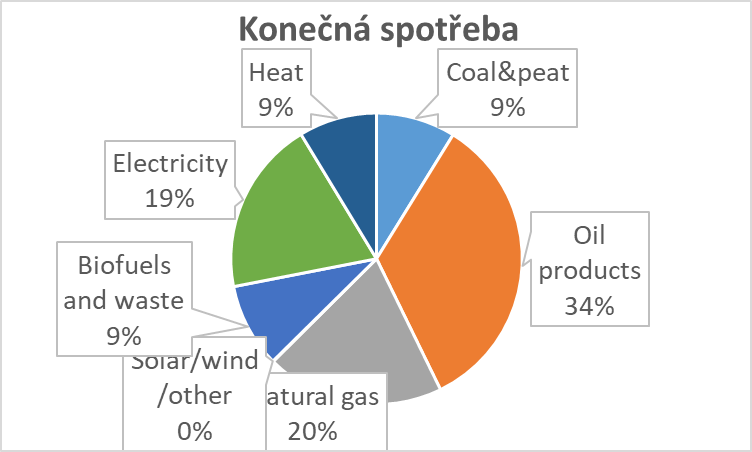 Konečná spotřeba
Heat
9%
Coal&peat
9%
Electricity
19%
Oil
products
34%
Biofuels
and waste
9%
Solar/wind
/other
0%
atural gas
20%